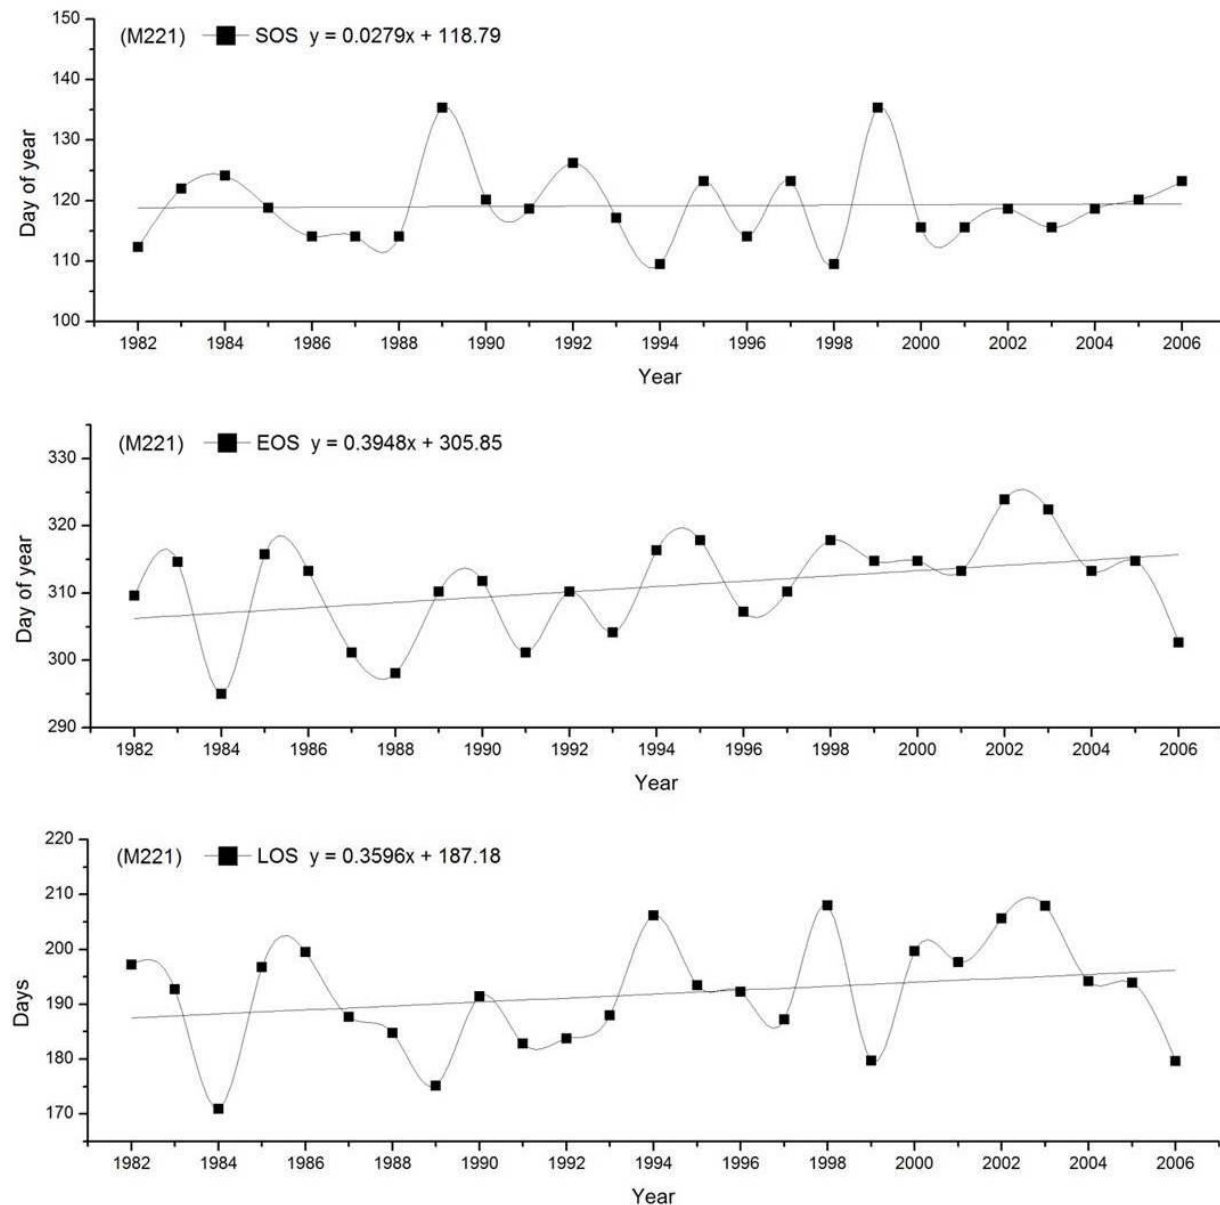 150
140
130
120
110
100
Day of year
(M221) SOS y = 0.0279x + 118.79
1982 1984 1986 1988 1990 1992 1994 1996 1998 2000 2002 2004 2006
Year
330
320
310
300
290
Day of year
(M221) EOS y = 0.3948x + 305.85
1982 1984 1986 1988 1990 1992 1994 1996 1998 2000 2002 2004 2006
Year
220
210
200
190
180
170
Days
(M221) LOS y = 0.3596x + 187.18
1982 1984 1986 1988 1990 1992 1994 1996 1998 2000 2002 2004 2006
Year